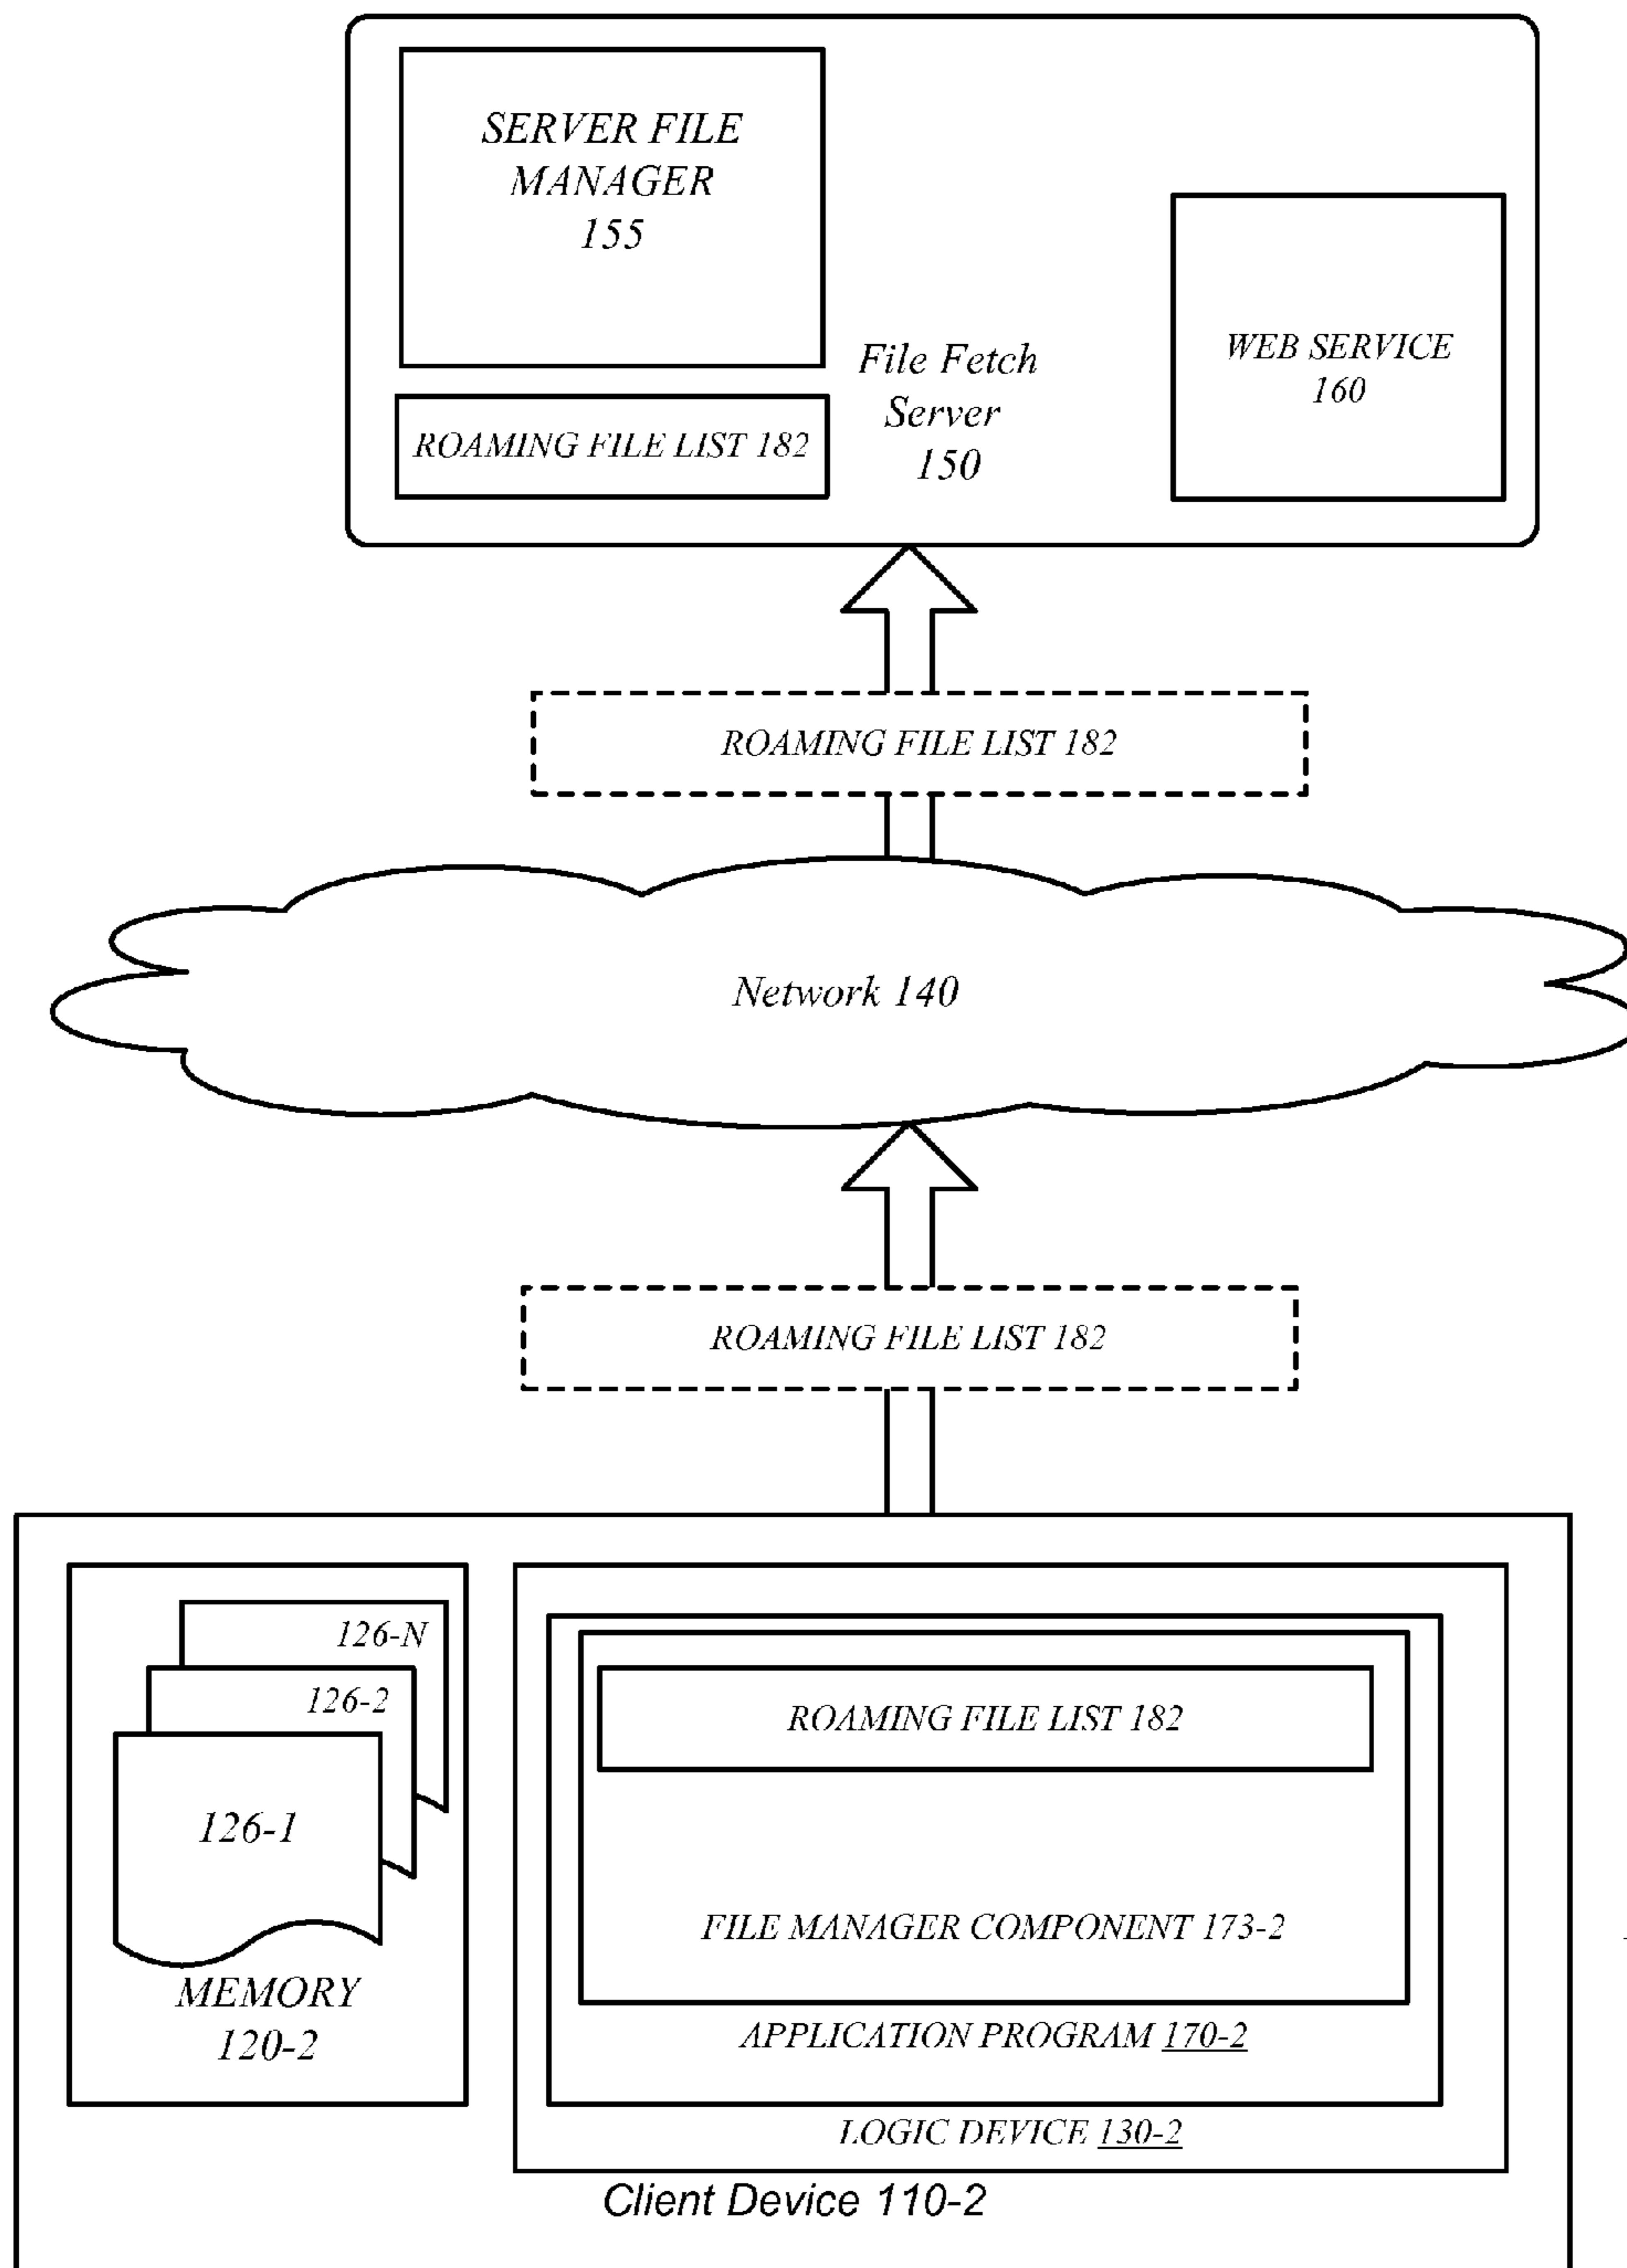 SERVER FILE
MANAGER
155
File Fetch
Server
150
WEB SERVICE
160
ROAMING FILE LIST 182
ROAMING FILE LIST 182
Network 140
ROAMING FILE LIST 182
126-N
126-2
126-1
MEMORY
120-2
ROAMING FILE LIST 182
FILE MANAGER COMPONENT 173-2
APPLICATION PROGRAM 170-2
LOGIC DEVICE 130-2
Client Device 110-2